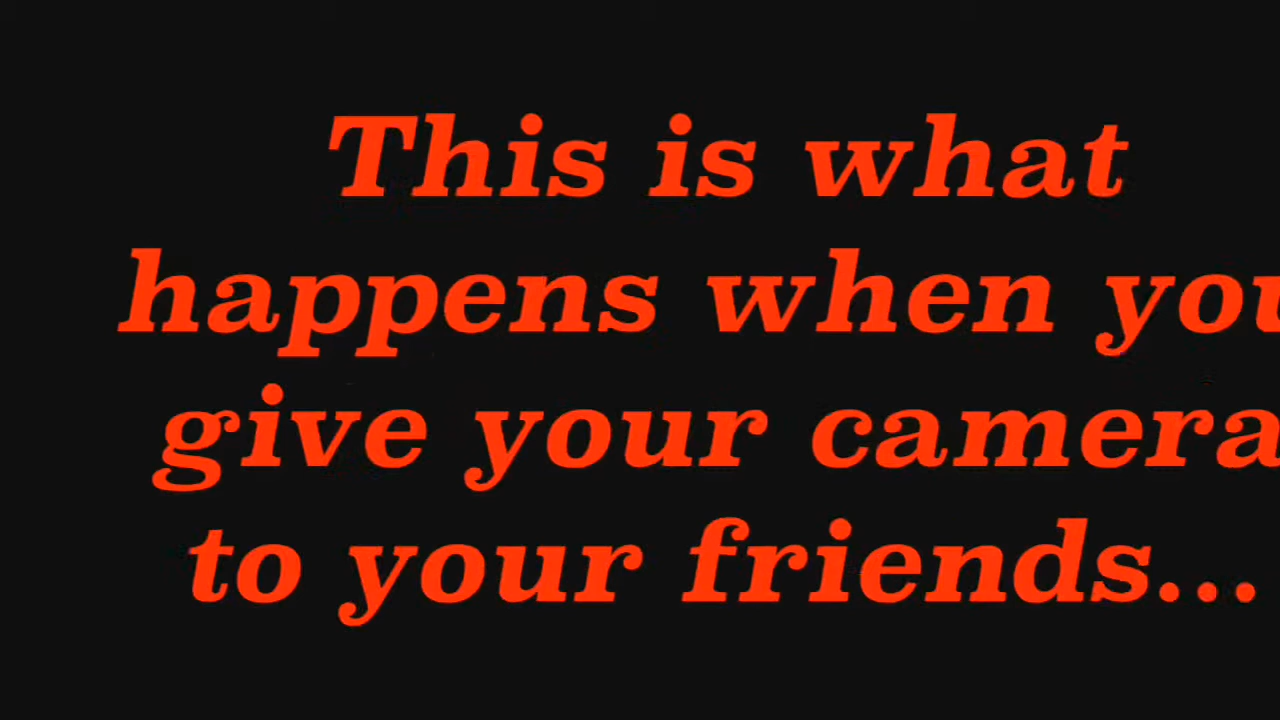 This is what
happens when you
give your camera
to your friends...